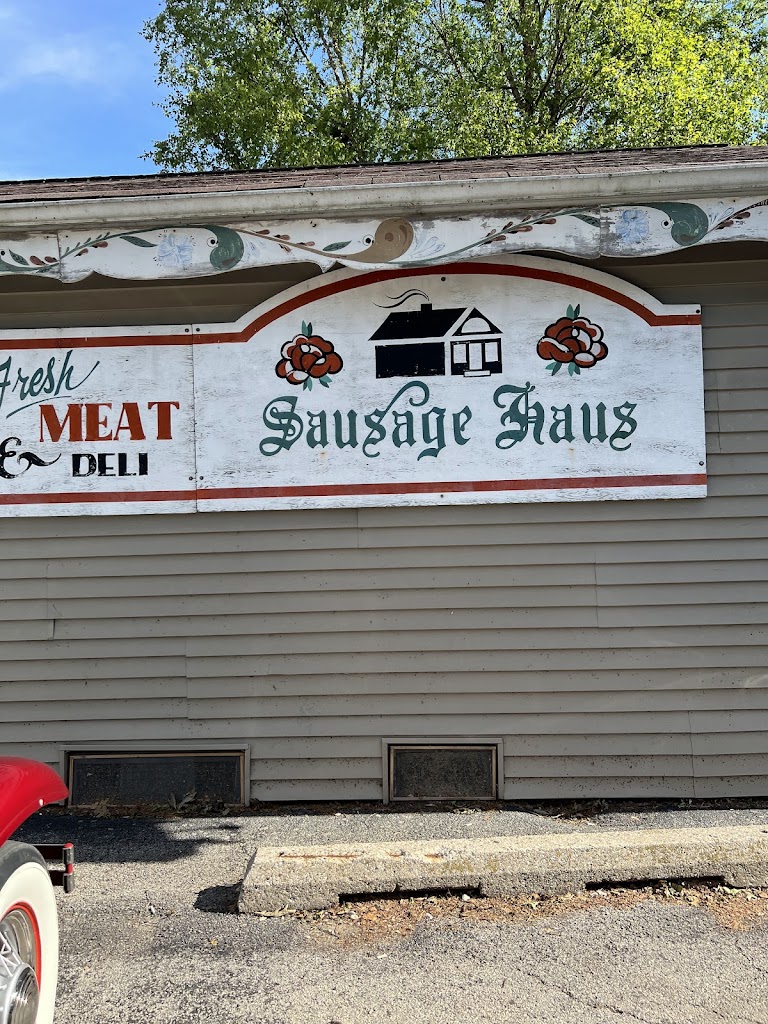 Fresh
MEAT
& DELI
Sausage Haus